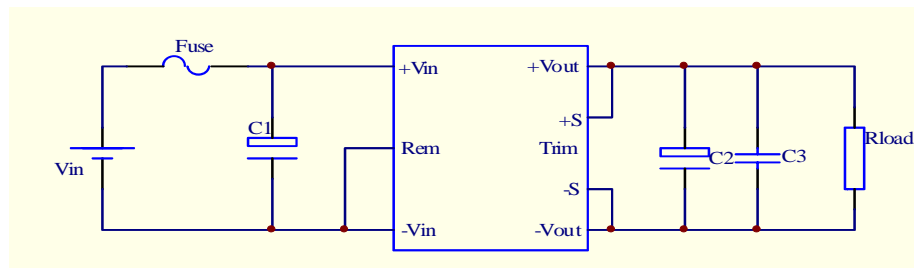 Fuse
+Vin
+Vout
C1
+S
Rem
Trim
C2
C3
Rload
Vin
-S
-Vin
-Vout